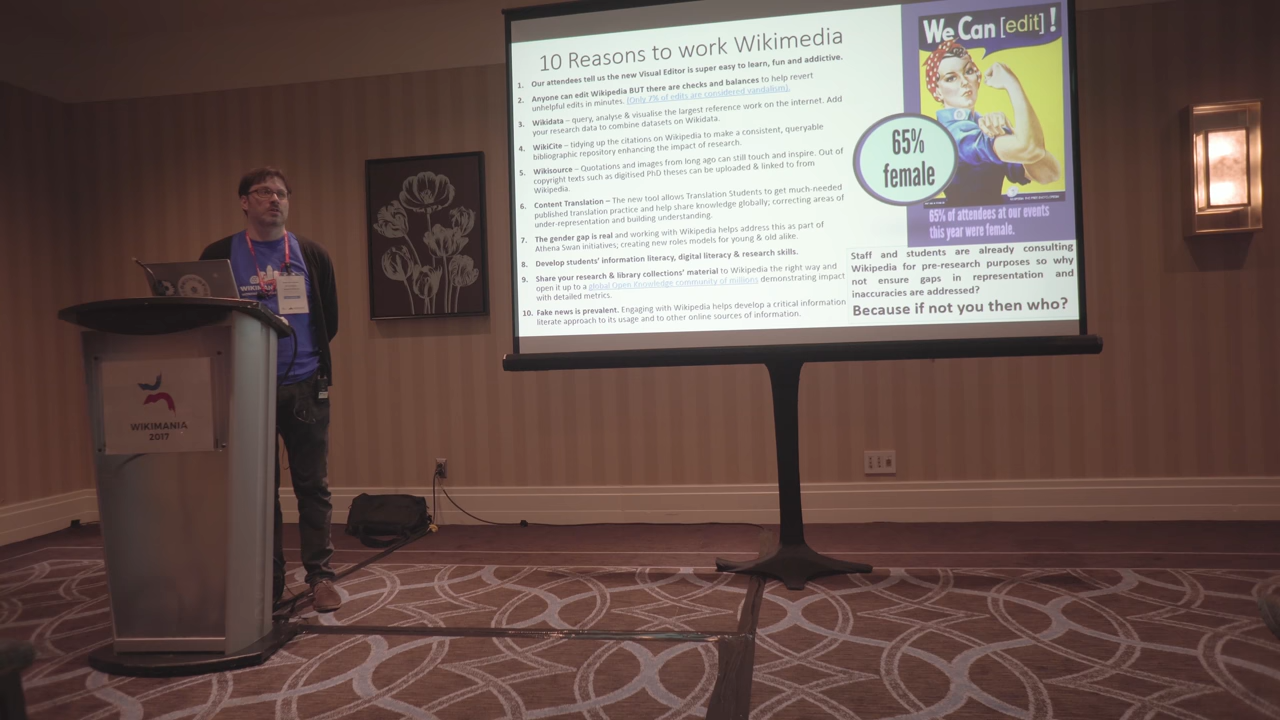 10 Reasons to work Wikimedia
1. Our attendees tell us the new Visual Editor is super easy to learn, fun and addictive.
2. Anyone can edit Wikipedia BUT there are checks and balances to help revert
unhelpful edits in minutes. (Only 7% of edits are considered vandalism).
3. Wikidata – query, analyse & visualise the largest reference work on the internet. Add
your research data to combine datasets on Wikidata.
4. WikiCite – tidying up the citations on Wikipedia to make a consistent, queryable
bibliographic repository enhancing the impact of research.
5. Wikisource – Quotations and images from long ago can still touch and inspire. Out of
copyright texts such as digitised PhD theses can be uploaded & linked to from
Wikipedia.
6. Content Translation – The new tool allows Translation Students to get much-needed
published translation practice and help share knowledge globally; correcting areas of
under-representation and building understanding.
7. The gender gap is real and working with Wikipedia helps address this as part of
Athena Swan initiatives; creating new roles models for young & old alike.
8. Develop students' information literacy, digital literacy & research skills.
9. Share your research & library collections' material to Wikipedia the right way and
open it up to a global Open Knowledge community of millions demonstrating impact
with detailed metrics.
10. Fake news is prevalent. Engaging with Wikipedia helps develop a critical information
literate approach to its usage and to other online sources of information.
We Can [edit] !
65%
female
65% of attendees at our events
this year were female.
Staff and students are already consulting
Wikipedia for pre-research purposes so why
not ensure gaps in representation and
inaccuracies are addressed?
Because if not you then who?
WIKIMANIA
2017